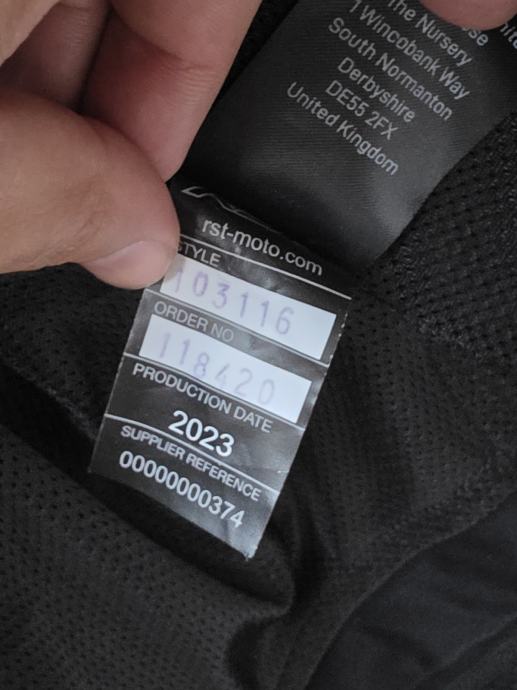 The Nursery
1 Wincobank Way
South Normanton
Derbyshire
DE55 2FX
United Kingdom
rst-moto.com
STYLE
103116
ORDER NO
118420
PRODUCTION DATE
2023
SUPPLIER REFERENCE
00000000374